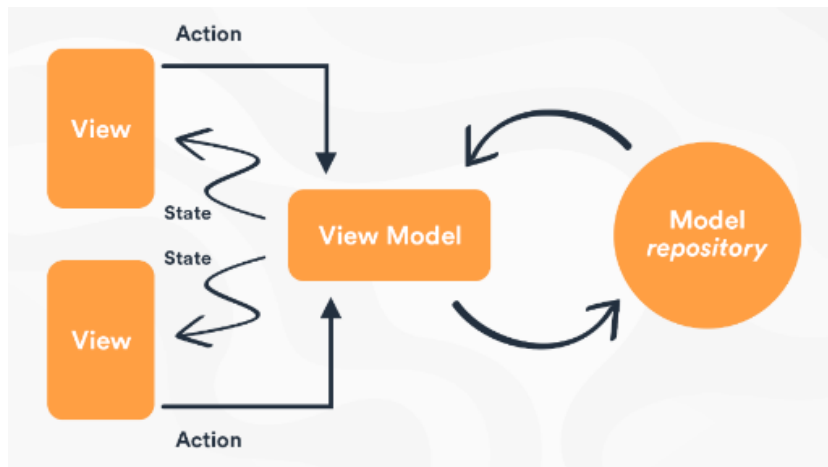 Action
View
State
View Model
Model
repository
State
View
Action